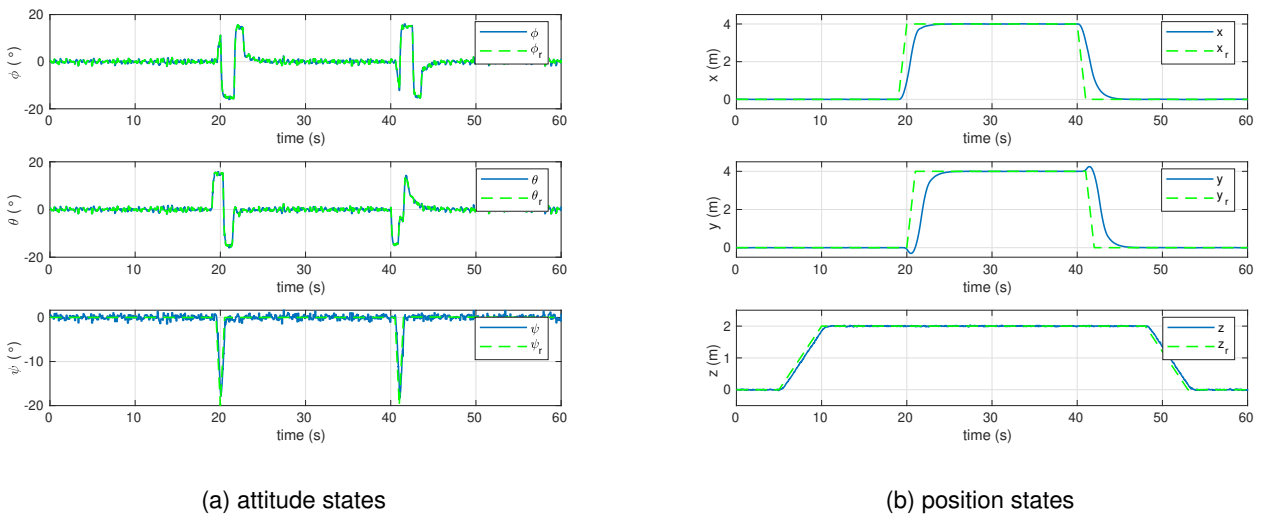 20
0
-20
ϕ (°)
0 10 20 30 40 50 60
time (s)
ϕ
ϕr
20
0
-20
θ (°)
0 10 20 30 40 50 60
time (s)
θ
θr
0
-10
-20
ψ (°)
0 10 20 30 40 50 60
time (s)
ψ
ψr
(a) attitude states
4
2
0
x (m)
0 10 20 30 40 50 60
time (s)
x
xr
4
2
0
y (m)
0 10 20 30 40 50 60
time (s)
y
yr
2
1
0
z (m)
0 10 20 30 40 50 60
time (s)
z
zr
(b) position states